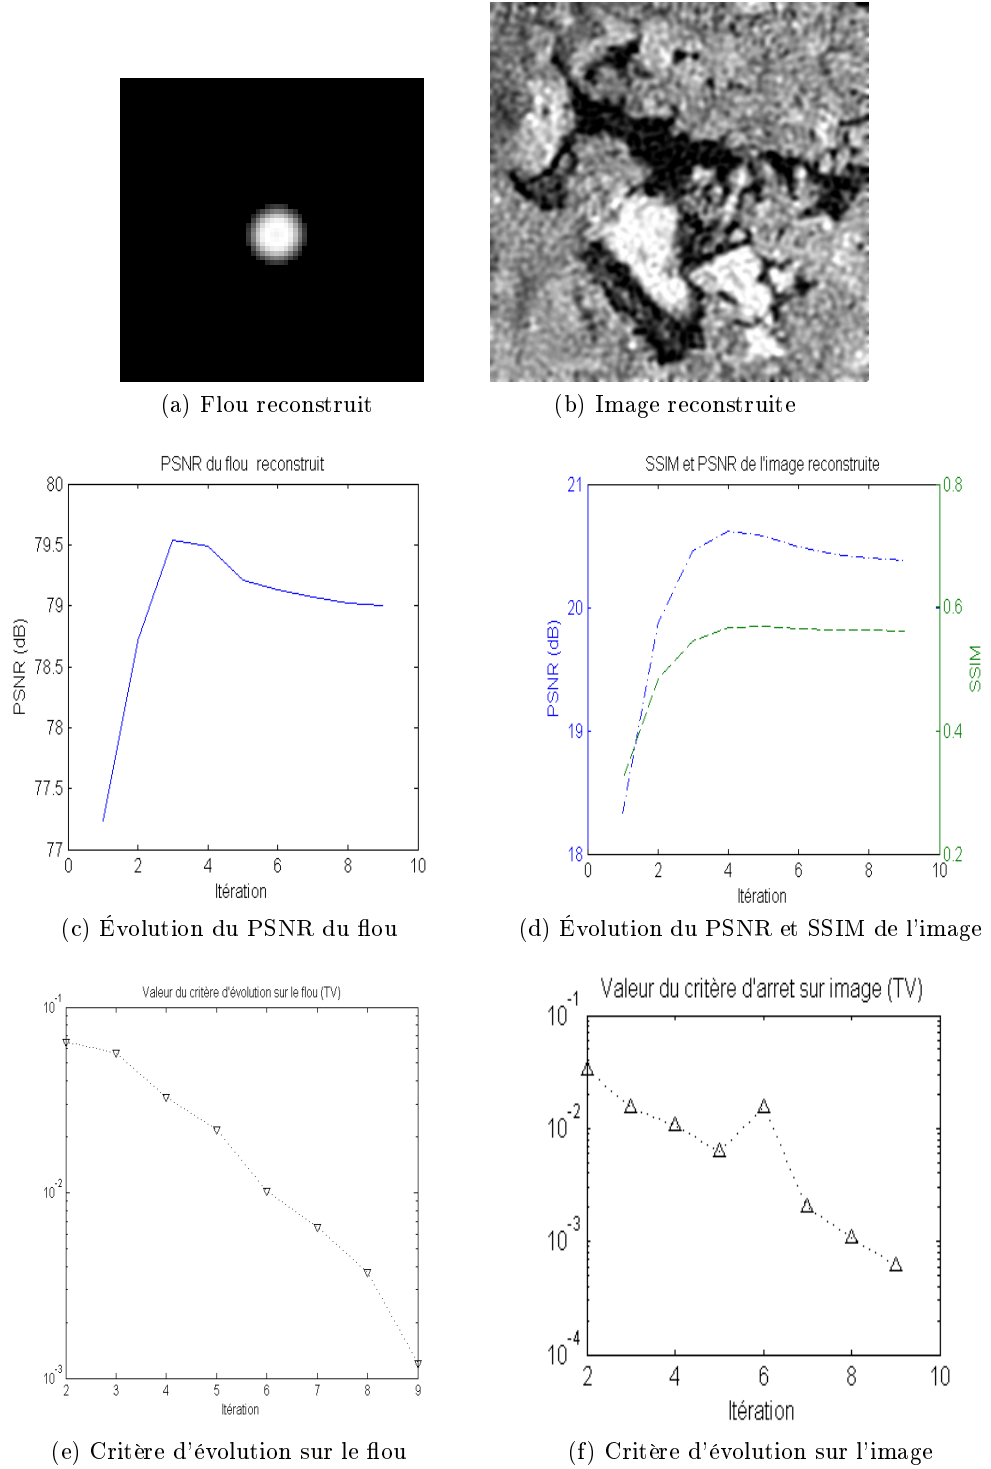 (a) Flou reconstruit
(b) Image reconstruite
PSNR du flou reconstruit
80
79.5
79
78.5
78
77.5
77
PSNR (dB)
0 2 4 6 8 10
Itération
(c) Évolution du PSNR du flou
SSIM et PSNR de l'image reconstruite
21
20
19
18
PSNR (dB)
0.8
0.6
0.4
0.2
SSIM
0 2 4 6 8 10
Itération
(d) Évolution du PSNR et SSIM de l'image
Valeur du critère d'évolution sur le flou (TV)
10^-1
10^-2
10^-3
2 3 4 5 6 7 8 9
Itération
(e) Critère d'évolution sur le flou
Valeur du critère d'arret sur image (TV)
10^-1
10^-2
10^-3
10^-4
2 4 6 8 10
Itération
(f) Critère d'évolution sur l'image